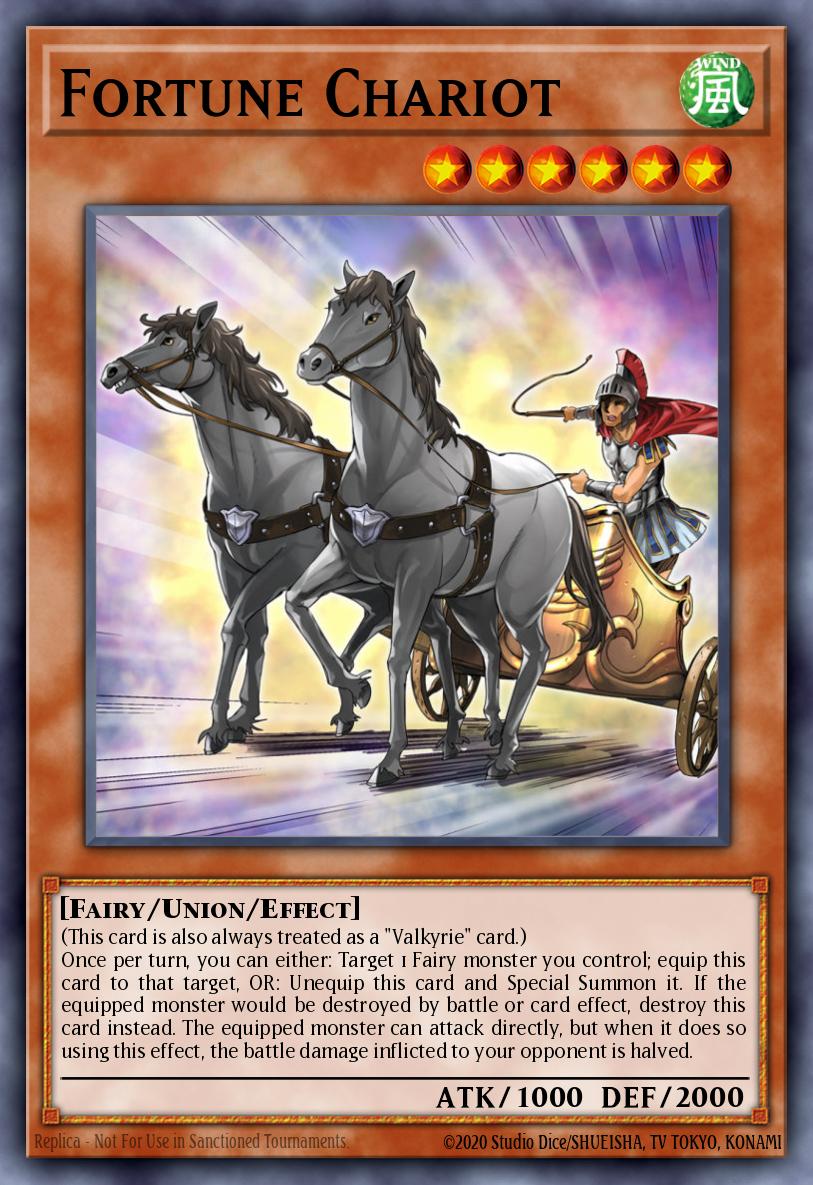 Fortune Chariot
WIND
風
[Fairy/Union/Effect]
(This card is also always treated as a "Valkyrie" card.)
Once per turn, you can either: Target 1 Fairy monster you control; equip this
card to that target, OR: Unequip this card and Special Summon it. If the
equipped monster would be destroyed by battle or card effect, destroy this
card instead. The equipped monster can attack directly, but when it does so
using this effect, the battle damage inflicted to your opponent is halved.
ATK/1000 DEF/2000
Replica - Not For Use in Sanctioned Tournaments.
©2020 Studio Dice/SHUEISHA, TV TOKYO, KONAMI